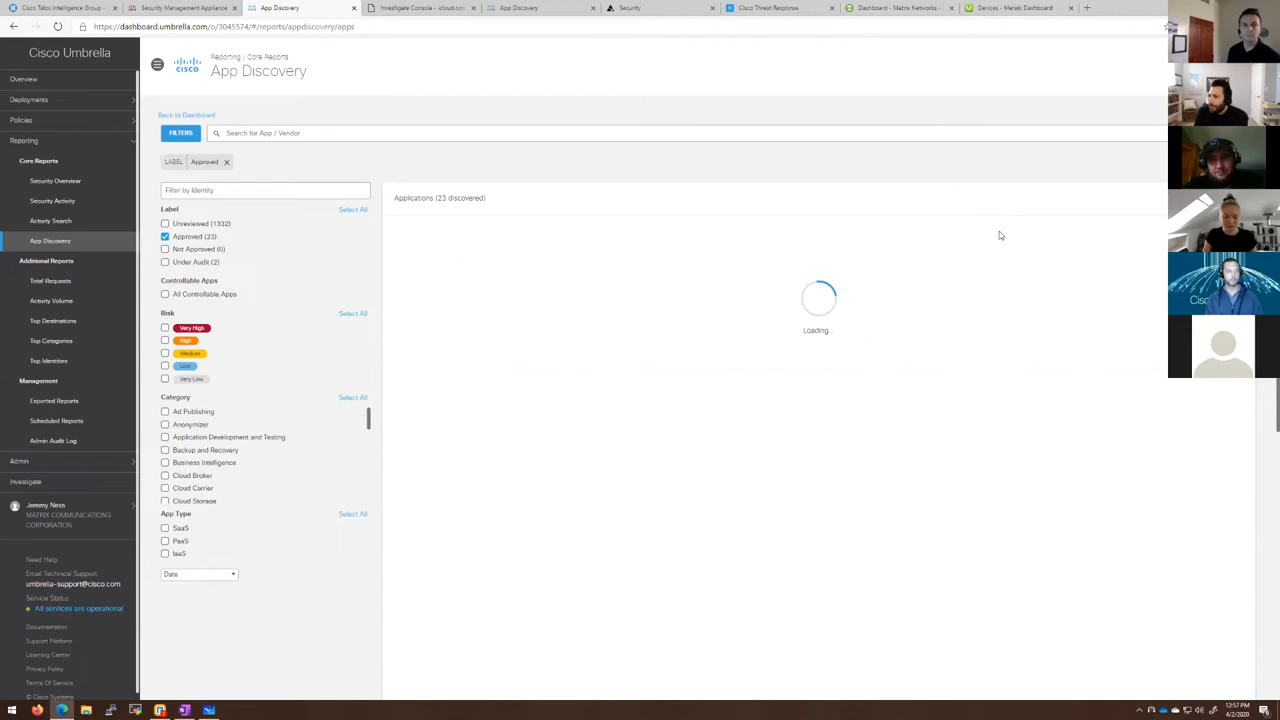 Cisco Talos Intelligence Group -
Security Management Appliance
App Discovery
Investigate Console - icloud.com
App Discovery
Security
Cisco Threat Response
Dashboard - Matrix Networks -
Devices - Meraki Dashboard
https://dashboard.umbrella.com/o/3045574/#/reports/appdiscovery/apps
Cisco Umbrella
Overview
Deployments
Policies
Reporting
Core Reports
Security Overview
Security Activity
Activity Search
App Discovery
Additional Reports
Total Requests
Activity Volume
Top Destinations
Top Categories
Top Identities
Management
Exported Reports
Scheduled Reports
Admin Audit Log
Admin
Investigate
Jeremy Ness
MATRIX COMMUNICATIONS
CORPORATION
Need Help
Email Technical Support
umbrella-support@cisco.com
Service Status
All services are operational
Documentation
Support Platform
Learning Center
Privacy Policy
Terms Of Service
© Cisco Systems
CISCO
Reporting / Core Reports
App Discovery
Back to Dashboard
FILTERS
Search for App / Vendor
LABEL Approved
Filter by Identity
Label Select All
Unreviewed (1332)
Approved (23)
Not Approved (0)
Under Audit (2)
Controllable Apps
All Controllable Apps
Risk Select All
Very High
High
Medium
Low
Very Low
Category Select All
Ad Publishing
Anonymizer
Application Development and Testing
Backup and Recovery
Business Intelligence
Cloud Broker
Cloud Carrier
Cloud Storage
App Type Select All
SaaS
PaaS
IaaS
Date
Applications (23 discovered)
Loading...
12:57 PM
4/2/2020